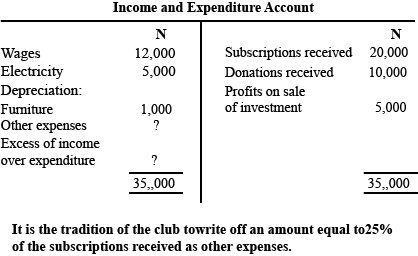 Income and Expenditure Account
N N
Wages 12,000 Subscriptions received 20,000
Electricity 5,000 Donations received 10,000
Depreciation: Profits on sale
Furniture 1,000 of investment 5,000
Other expenses ?
Excess of income
over expenditure ?
35,,000 35,,000
It is the tradition of the club towrite off an amount equal to25%
of the subscriptions received as other expenses.